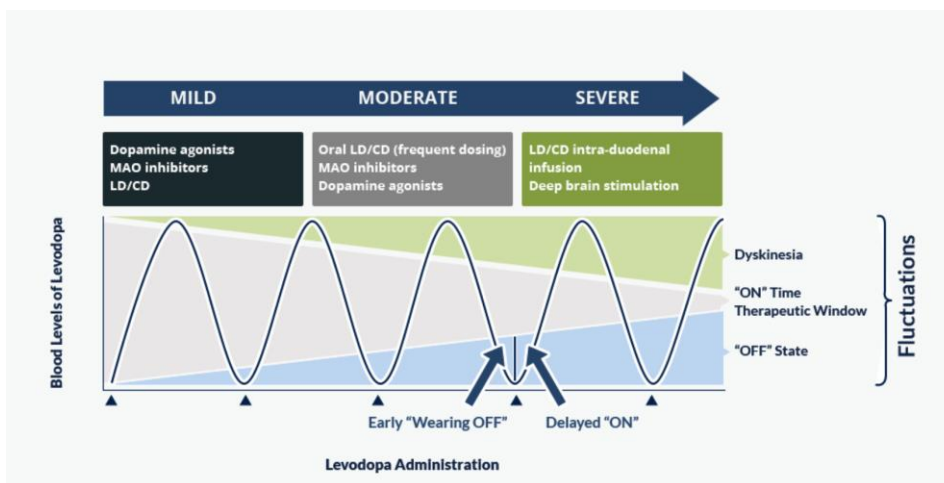 MILD
MODERATE
SEVERE
Dopamine agonists
MAO inhibitors
LD/CD
Oral LD/CD (frequent dosing)
MAO inhibitors
Dopamine agonists
LD/CD intra-duodenal
infusion
Deep brain stimulation
Blood Levels of Levodopa
Dyskinesia
“ON” Time
Therapeutic Window
“OFF” State
Fluctuations
Early “Wearing OFF”
Delayed “ON”
Levodopa Administration